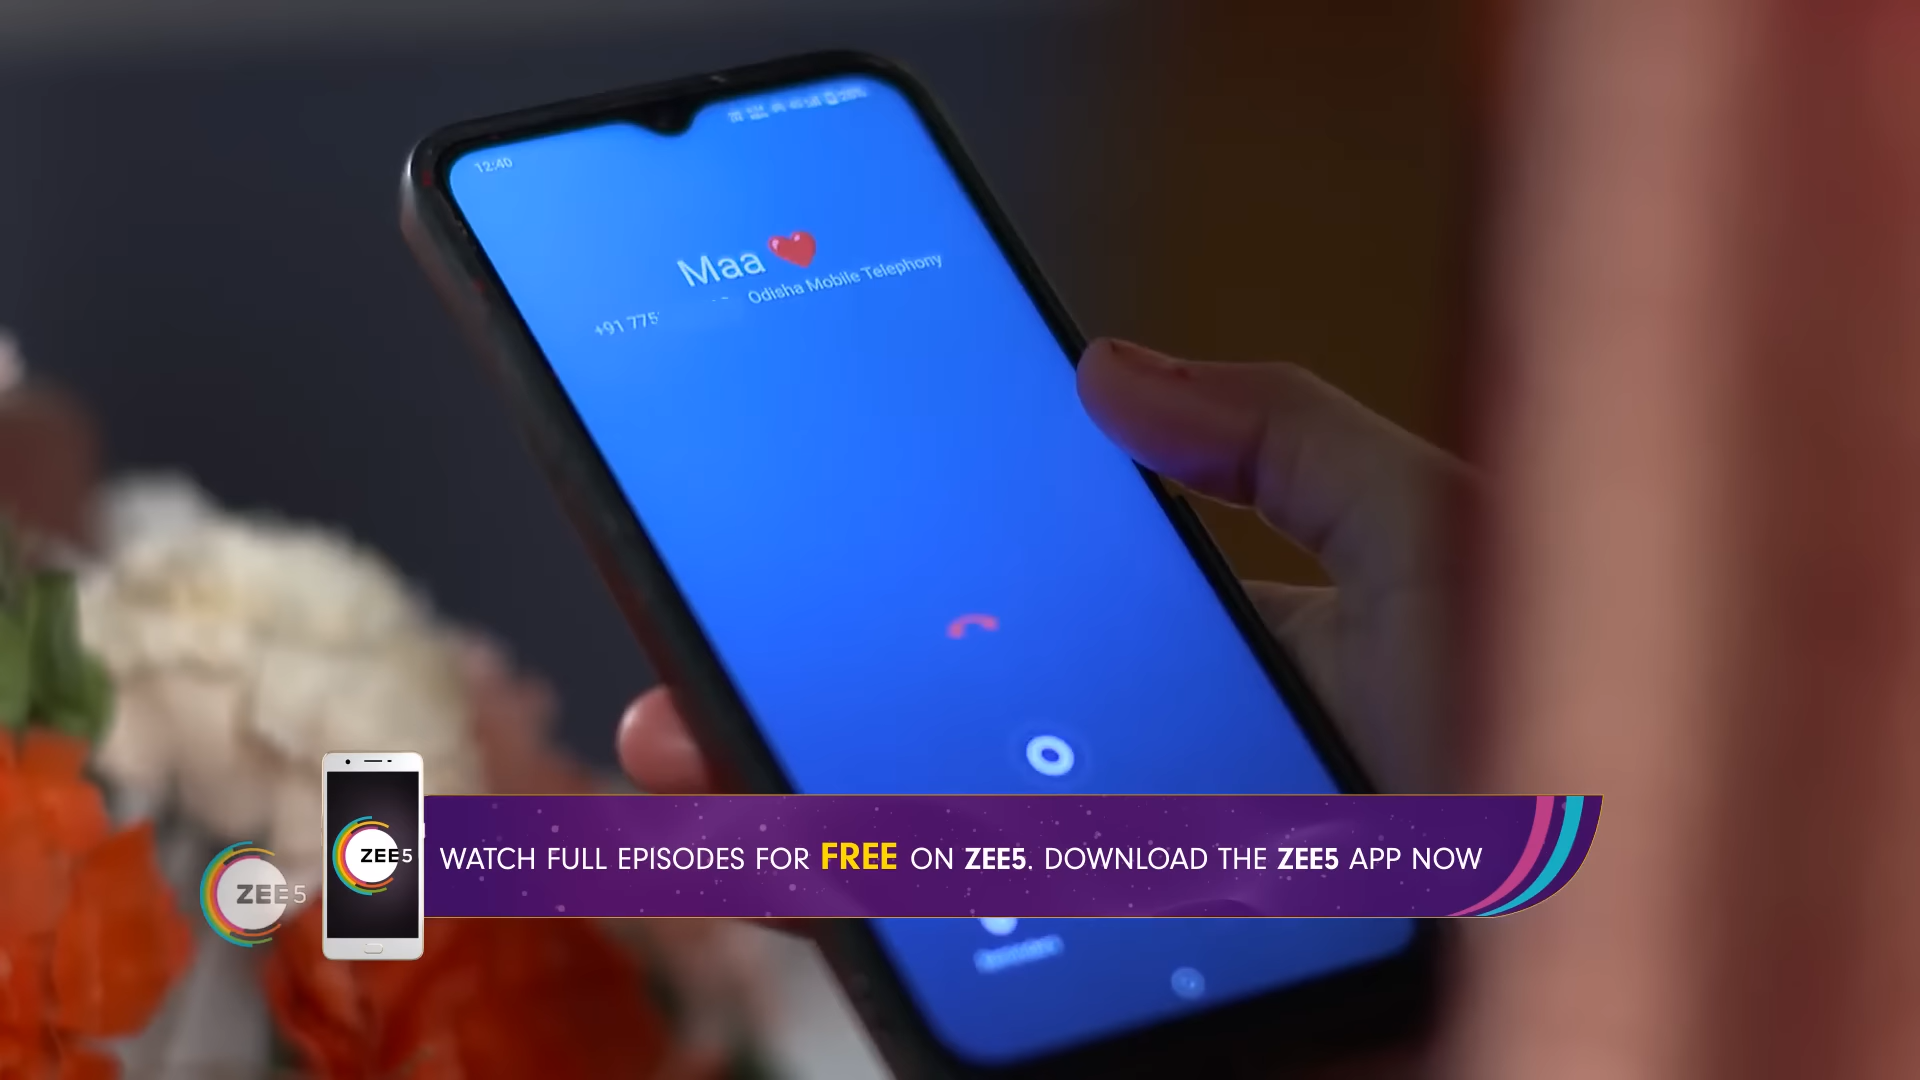 12:40
Maa ❤️
+91 775
Odisha Mobile Telephony
ZEE5
ZEE5
WATCH FULL EPISODES FOR FREE ON ZEE5. DOWNLOAD THE ZEE5 APP NOW